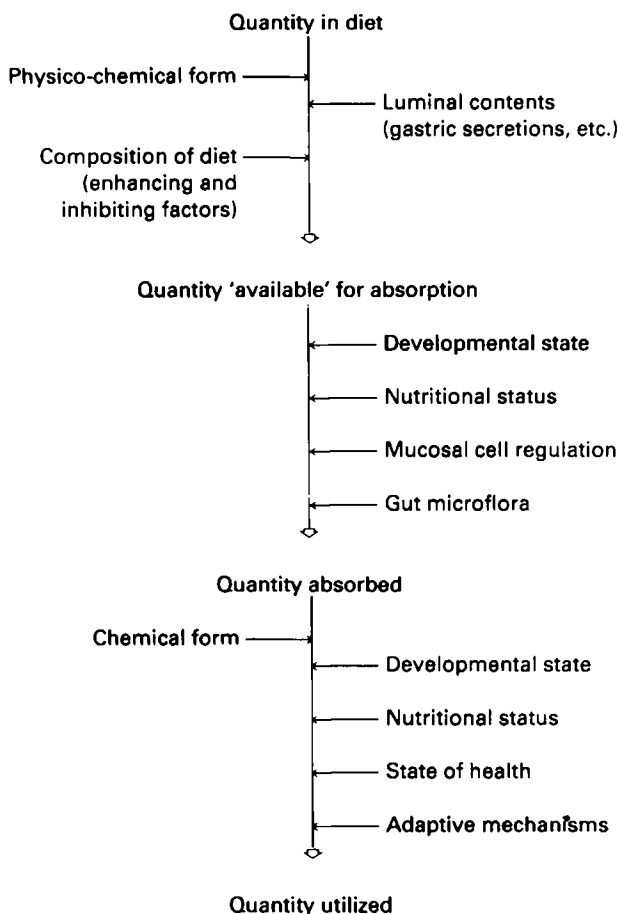 Quantity in diet
Physico-chemical form
Luminal contents
(gastric secretions, etc.)
Composition of diet
(enhancing and
inhibiting factors)
Quantity 'available' for absorption
Developmental state
Nutritional status
Mucosal cell regulation
Gut microflora
Quantity absorbed
Chemical form
Developmental state
Nutritional status
State of health
Adaptive mechanisms
Quantity utilized